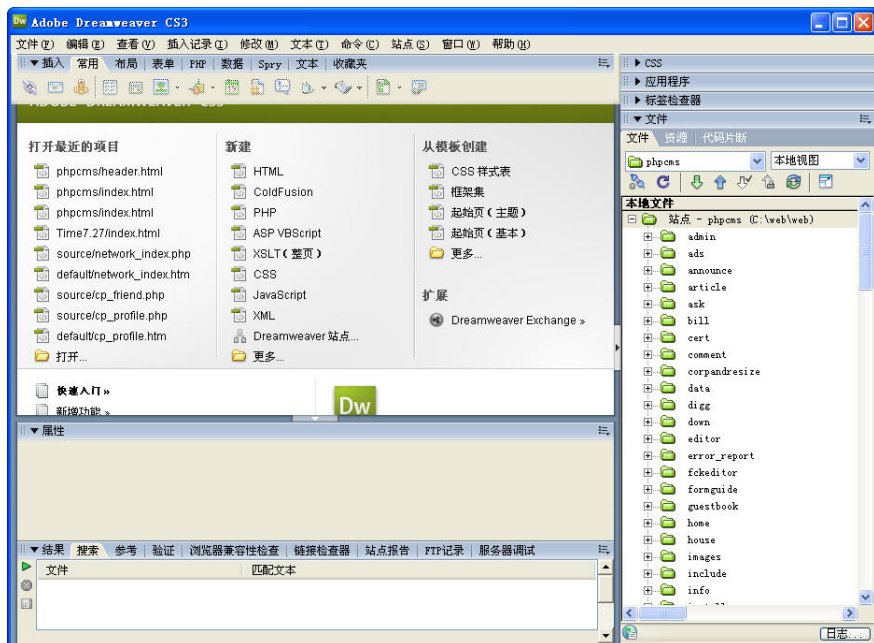 Adobe Dreamweaver CS3
文件(F) 编辑(E) 查看(V) 插入记录(I) 修改(M) 文本(T) 命令(C) 站点(S) 窗口(W) 帮助(H)
插入 常用 布局 表单 PHP 数据 Spry 文本 收藏夹
ADOBE DREAMWEAVER CS3
打开最近的项目
phpcms/header.html
phpcms/index.html
phpcms/index.html
Time7.27/index.html
source/network_index.php
default/network_index.htm
source/cp_friend.php
source/cp_profile.php
default/cp_profile.htm
打开...
新建
HTML
ColdFusion
PHP
ASP VBScript
XSLT(整页)
CSS
JavaScript
XML
Dreamweaver 站点...
更多...
从模板创建
CSS 样式表
框架集
起始页(主题)
起始页(基本)
更多...
扩展
Dreamweaver Exchange »
快速入门 »
新增功能 »
Dw
属性
结果 搜索 参考 验证 浏览器兼容性检查 链接检查器 站点报告 FTP记录 服务器调试
文件 匹配文本
CSS
应用程序
标签检查器
文件
文件 资源 代码片断
phpcms 本地视图
本地文件
站点 - phpcms (C:\web\web)
admin
ads
announce
article
ask
bill
cert
comment
corpandresize
data
digg
down
editor
error_report
fckeditor
formguide
guestbook
home
house
images
include
info
日志...